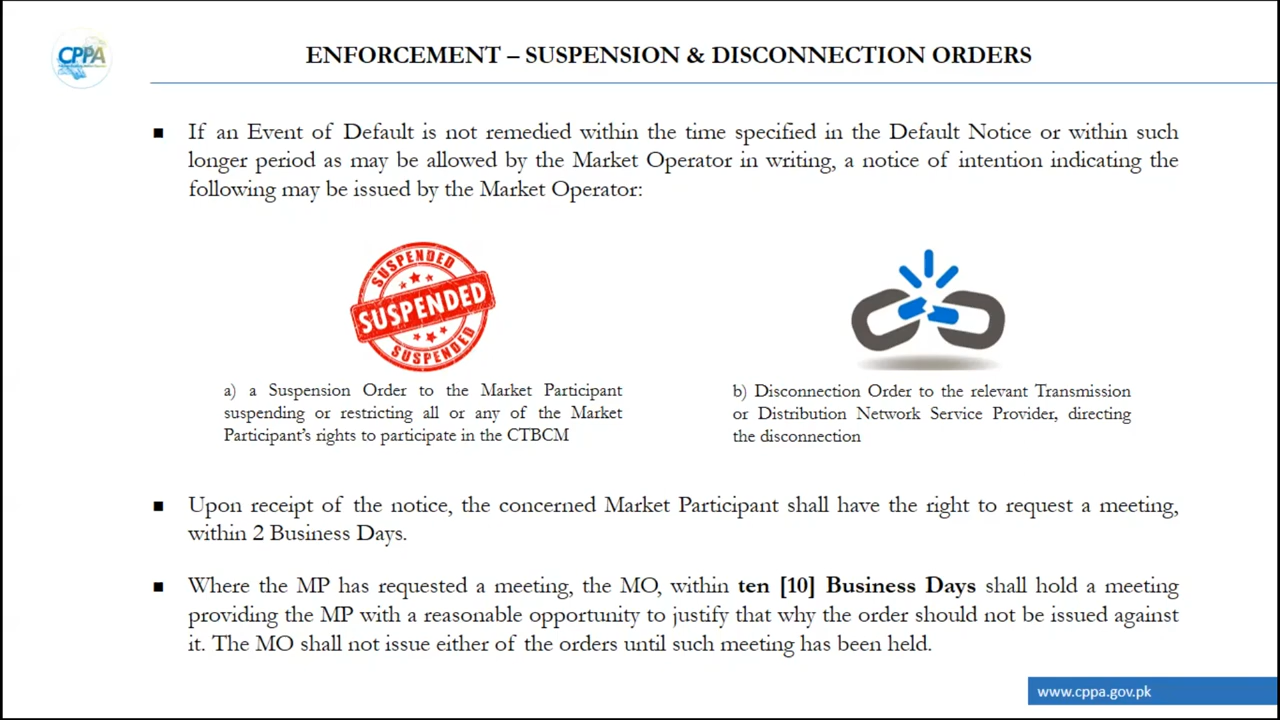 CPPA
ENFORCEMENT – SUSPENSION & DISCONNECTION ORDERS
■ If an Event of Default is not remedied within the time specified in the Default Notice or within such
longer period as may be allowed by the Market Operator in writing, a notice of intention indicating the
following may be issued by the Market Operator:
SUSPENDED
SUSPENDED
SUSPENDED
a) a Suspension Order to the Market Participant
suspending or restricting all or any of the Market
Participant's rights to participate in the CTBCM
b) Disconnection Order to the relevant Transmission
or Distribution Network Service Provider, directing
the disconnection
■ Upon receipt of the notice, the concerned Market Participant shall have the right to request a meeting,
within 2 Business Days.
■ Where the MP has requested a meeting, the MO, within ten [10] Business Days shall hold a meeting
providing the MP with a reasonable opportunity to justify that why the order should not be issued against
it. The MO shall not issue either of the orders until such meeting has been held.
www.cppa.gov.pk